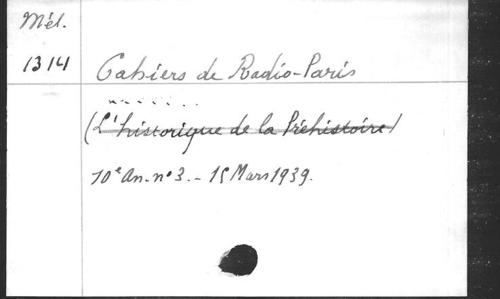 Mél.
1314
Cahiers de Radio-Paris
(L'historique de la Préhistoire)
10e An. n° 3. - 15 Mars 1939.